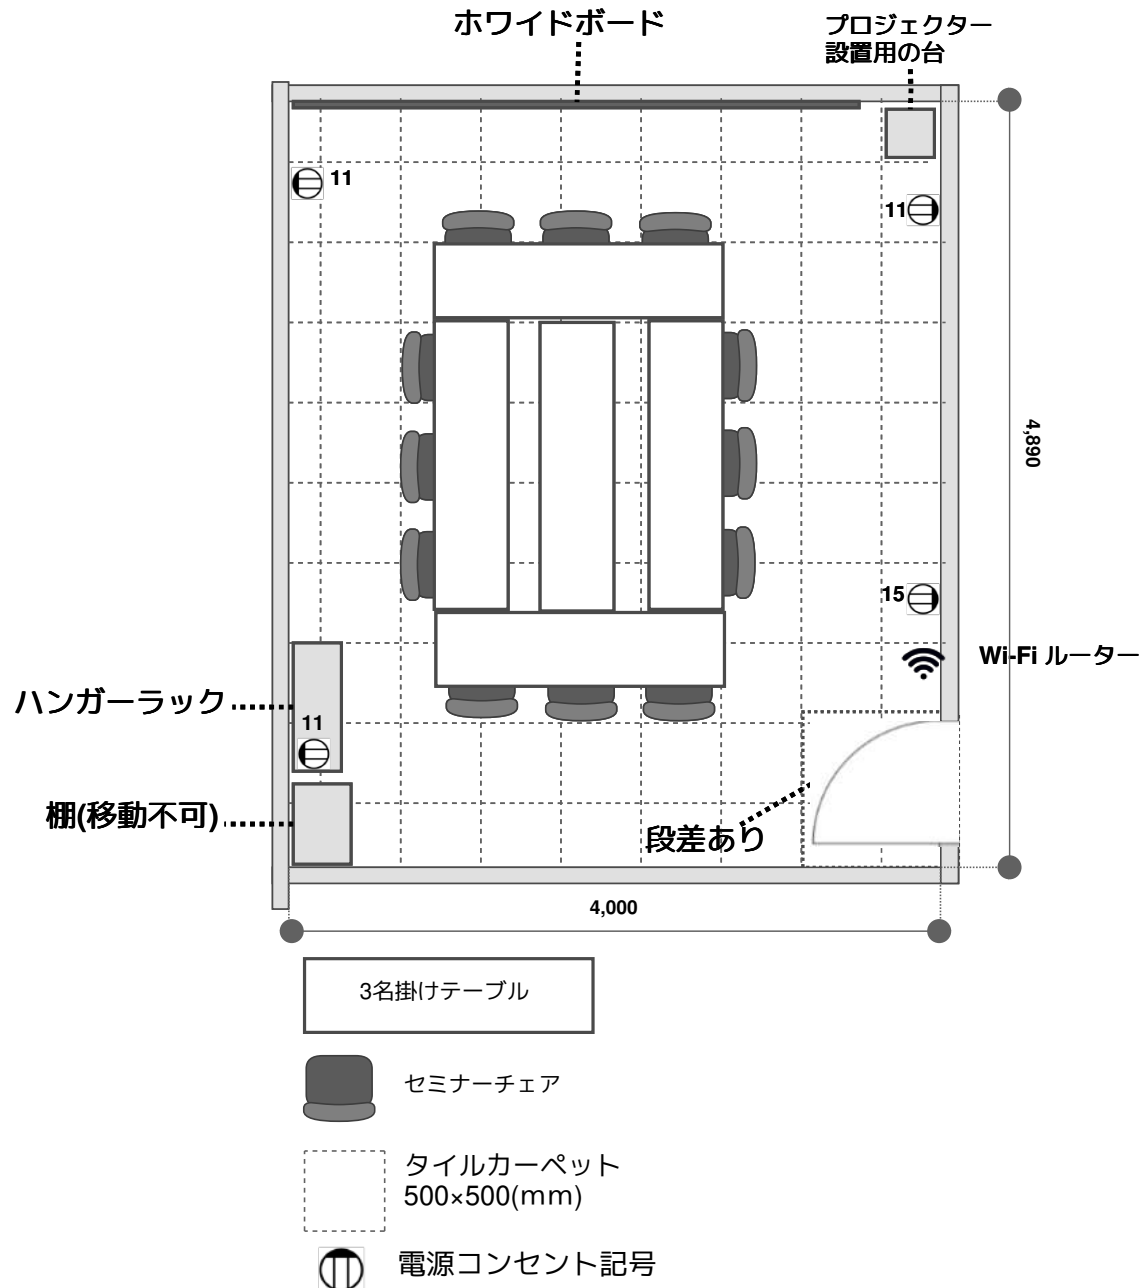 ホワイドボード
プロジェクター
設置用の台
11
11
4,890
15
Wi-Fi ルーター
ハンガーラック
11
棚(移動不可)
段差あり
4,000
3名掛けテーブル
セミナーチェア
タイルカーペット
500×500(mm)
電源コンセント記号